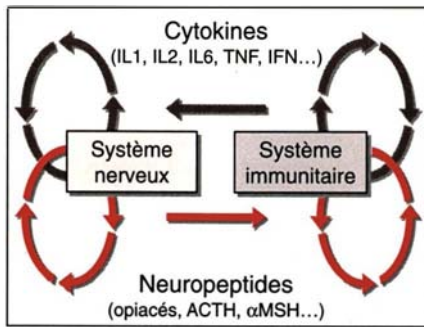 Cytokines
(IL1, IL2, IL6, TNF, IFN...)
Système
nerveux
Système
immunitaire
Neuropeptides
(opiacés, ACTH, αMSH...)